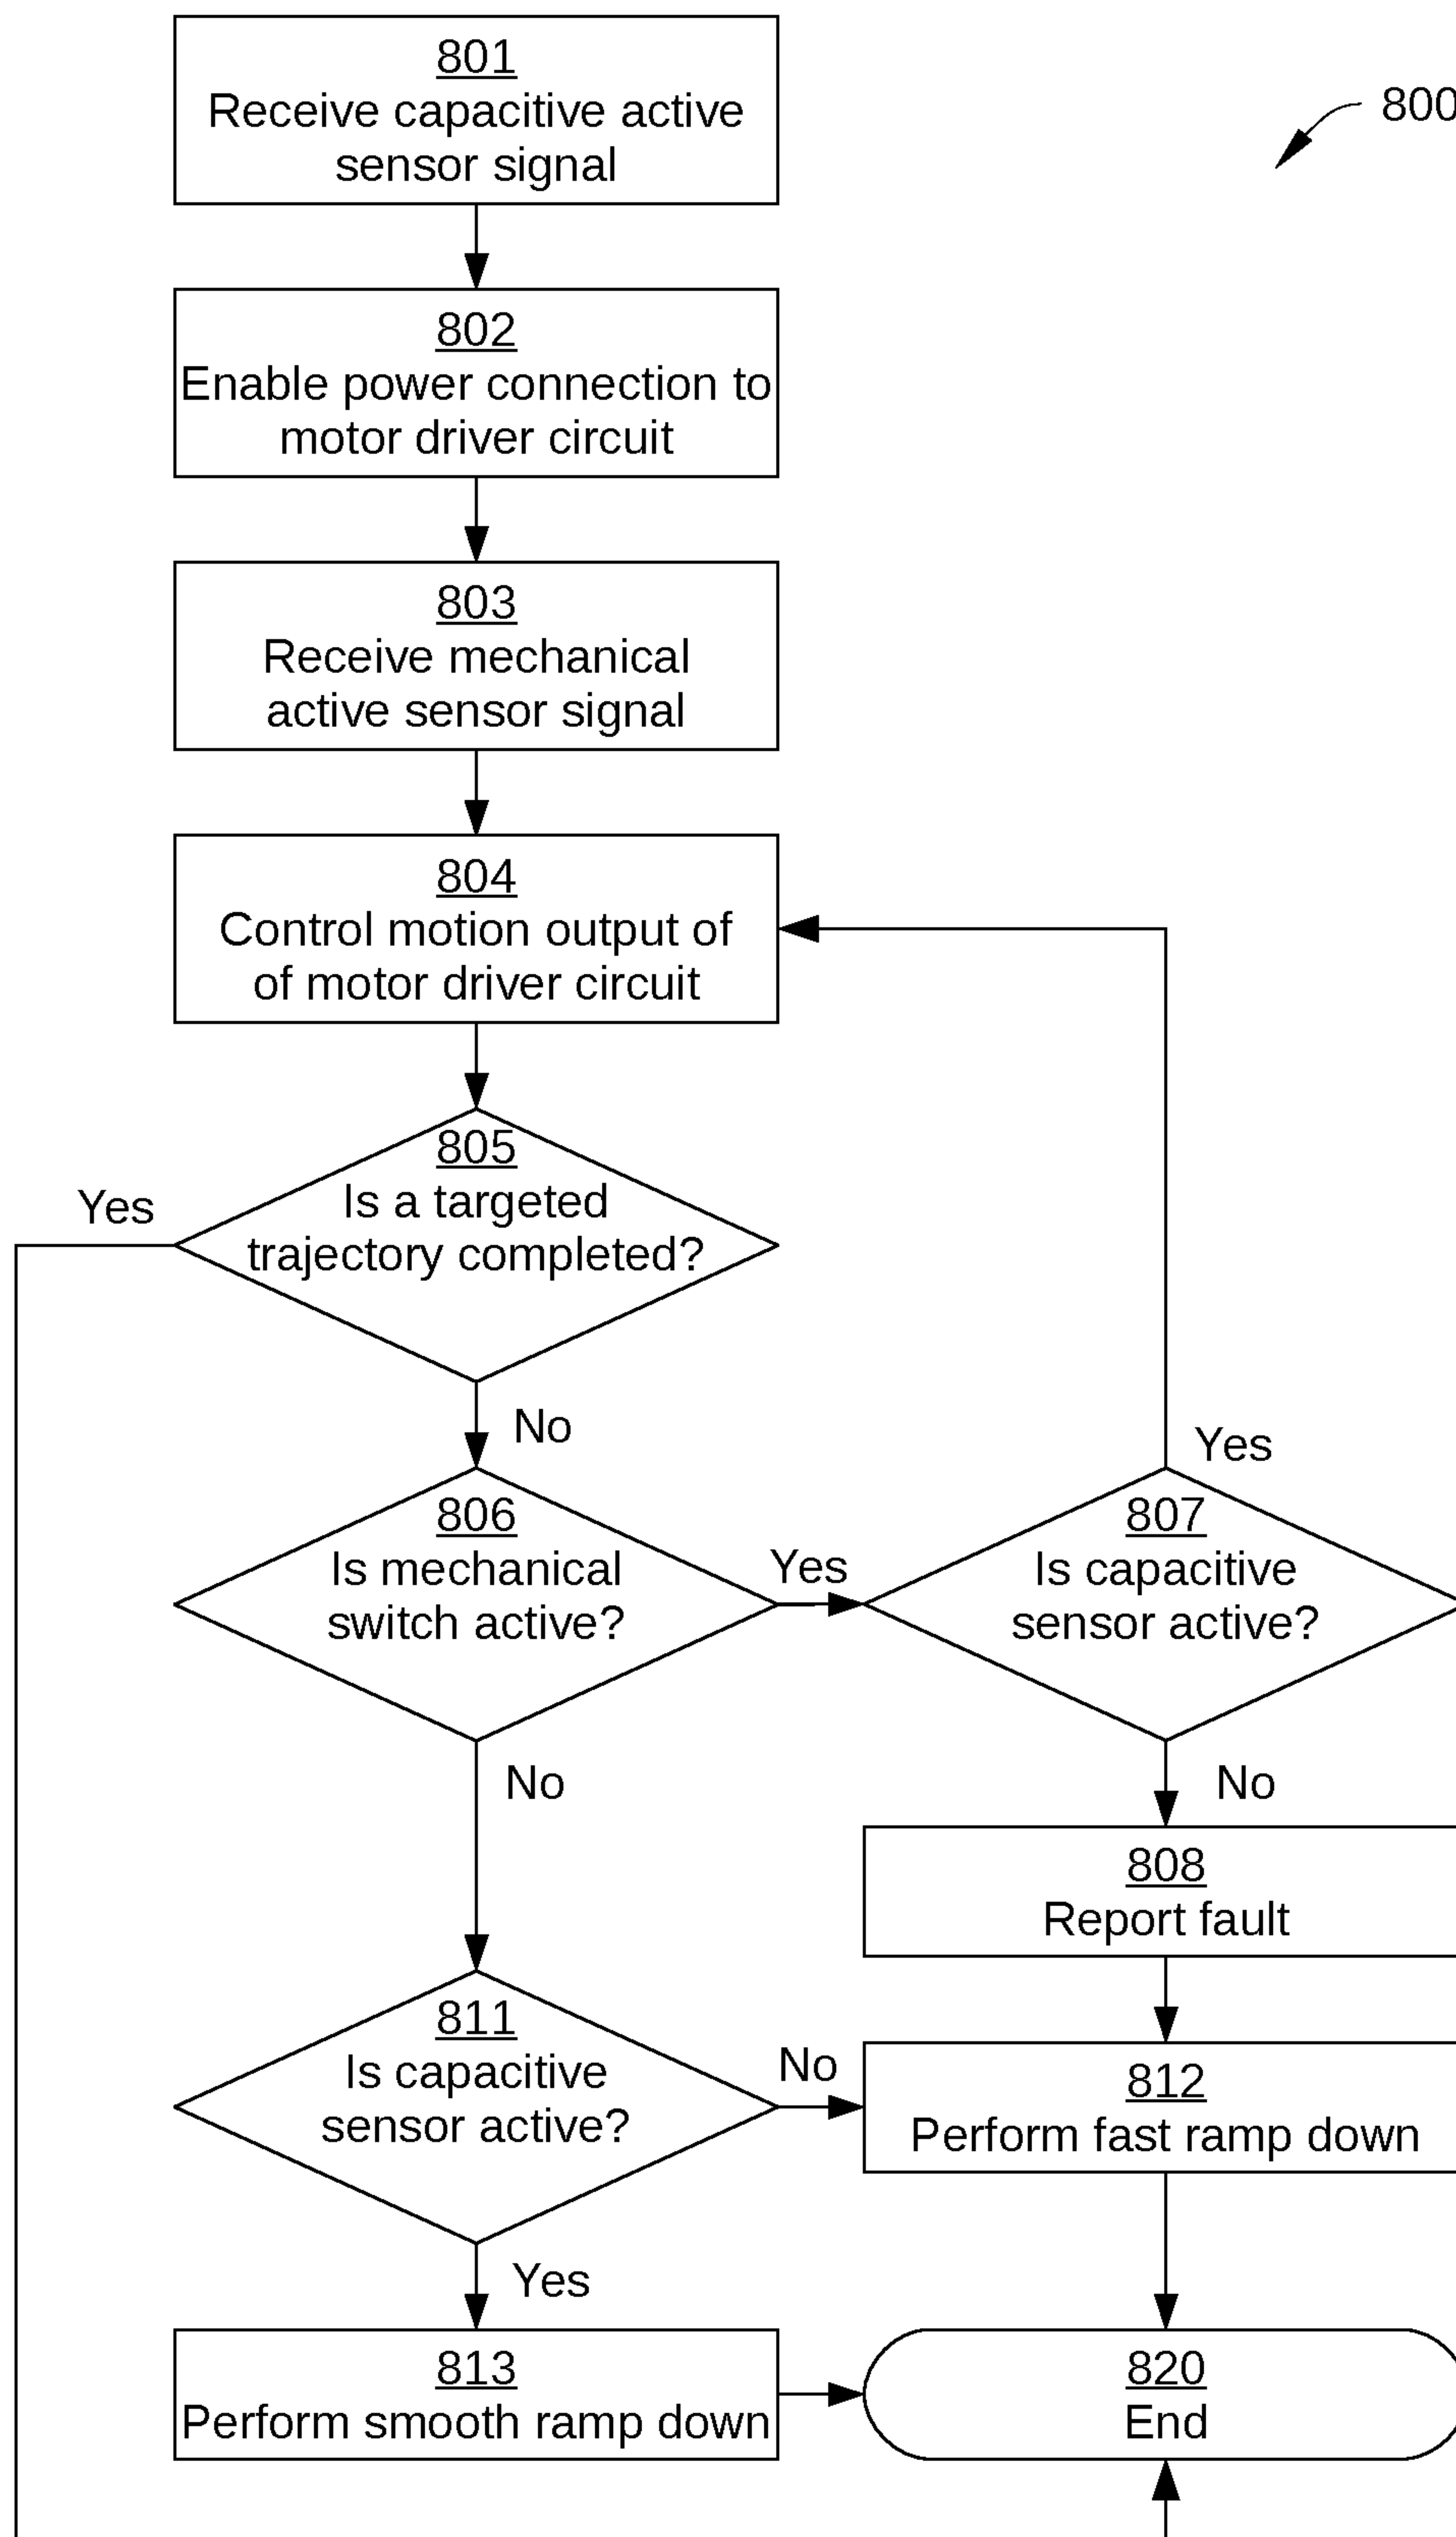 801
Receive capacitive active
sensor signal
800
802
Enable power connection to
motor driver circuit
803
Receive mechanical
active sensor signal
804
Control motion output of
of motor driver circuit
805
Is a targeted
trajectory completed?
Yes
No
806
Is mechanical
switch active?
Yes
807
Is capacitive
sensor active?
Yes
No
No
808
Report fault
811
Is capacitive
sensor active?
No
812
Perform fast ramp down
Yes
813
Perform smooth ramp down
820
End